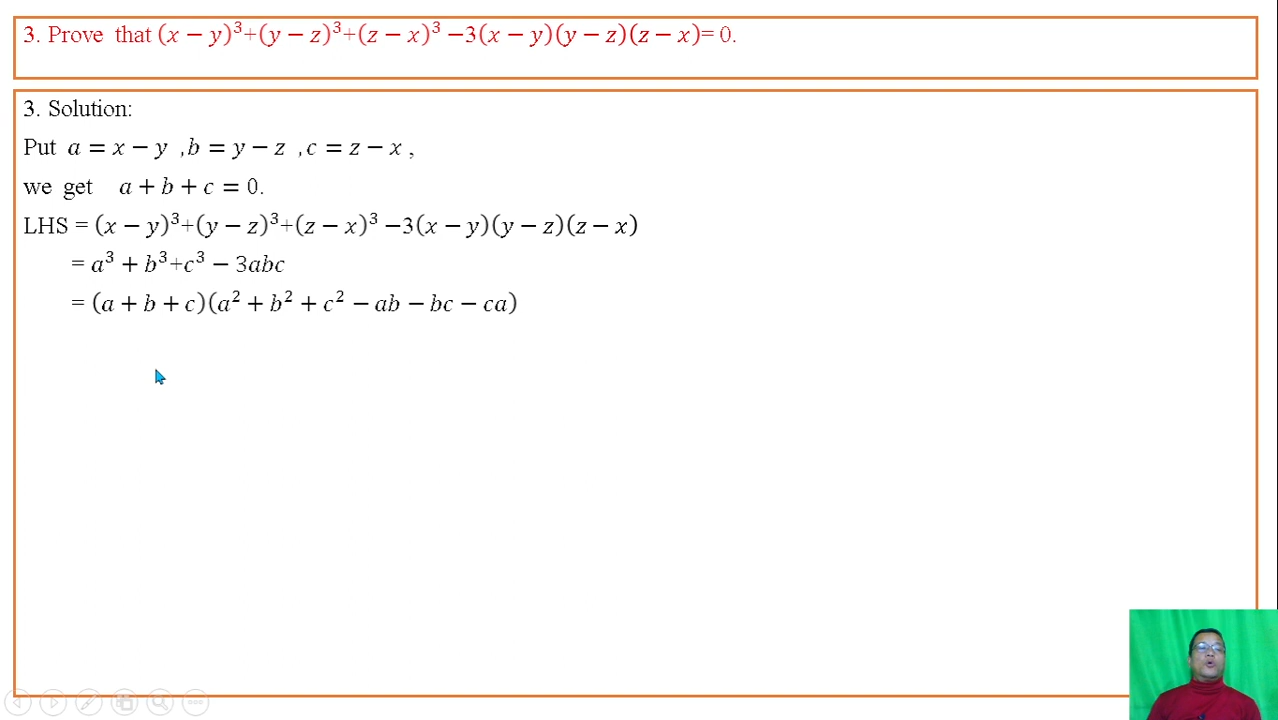 3. Prove that (x − y)³+(y − z)³+(z − x)³ −3(x − y)(y − z)(z − x)= 0.
3. Solution:
Put a = x − y ,b = y − z ,c = z − x ,
we get a + b + c = 0.
LHS = (x − y)³+(y − z)³+(z − x)³ −3(x − y)(y − z)(z − x)
= a³ + b³+c³ − 3abc
= (a + b + c)(a² + b² + c² − ab − bc − ca)